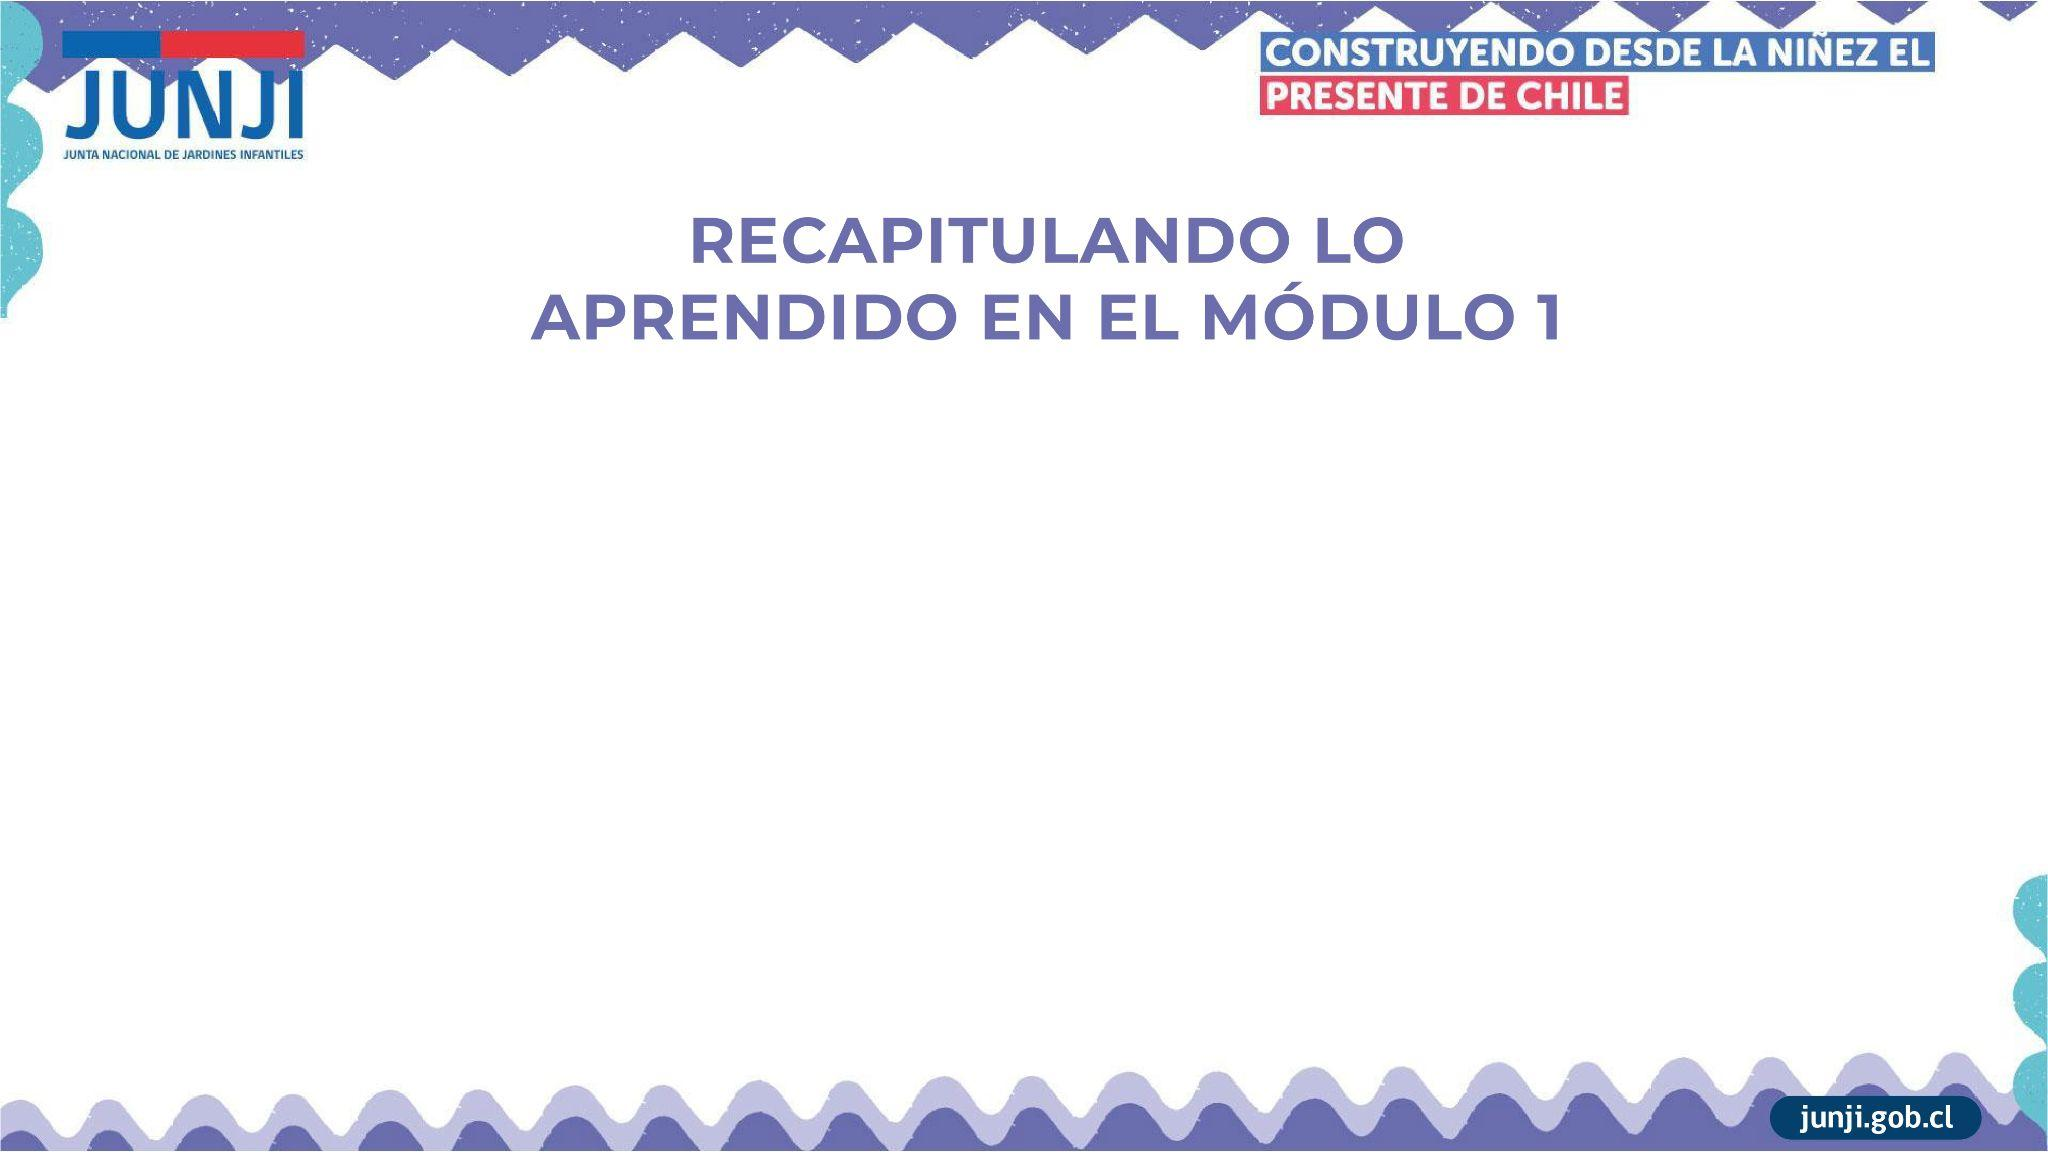 JUNJI
JUNTA NACIONAL DE JARDINES INFANTILES
CONSTRUYENDO DESDE LA NIÑEZ EL
PRESENTE DE CHILE
RECAPITULANDO LO
APRENDIDO EN EL MÓDULO 1
junji.gob.cl